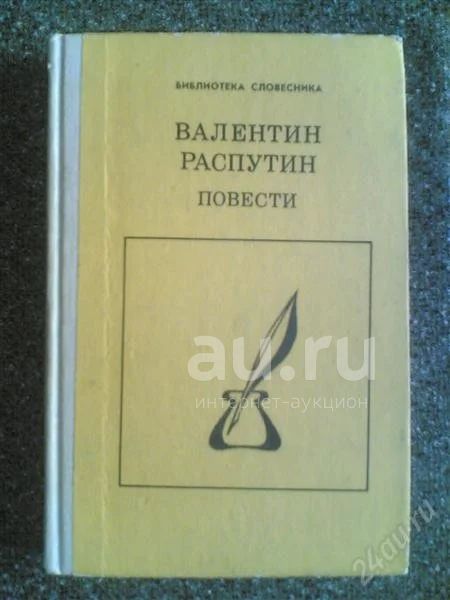 БИБЛИОТЕКА СЛОВЕСНИКА
ВАЛЕНТИН
РАСПУТИН
ПОВЕСТИ
au.ru
интернет-аукцион
24au.ru